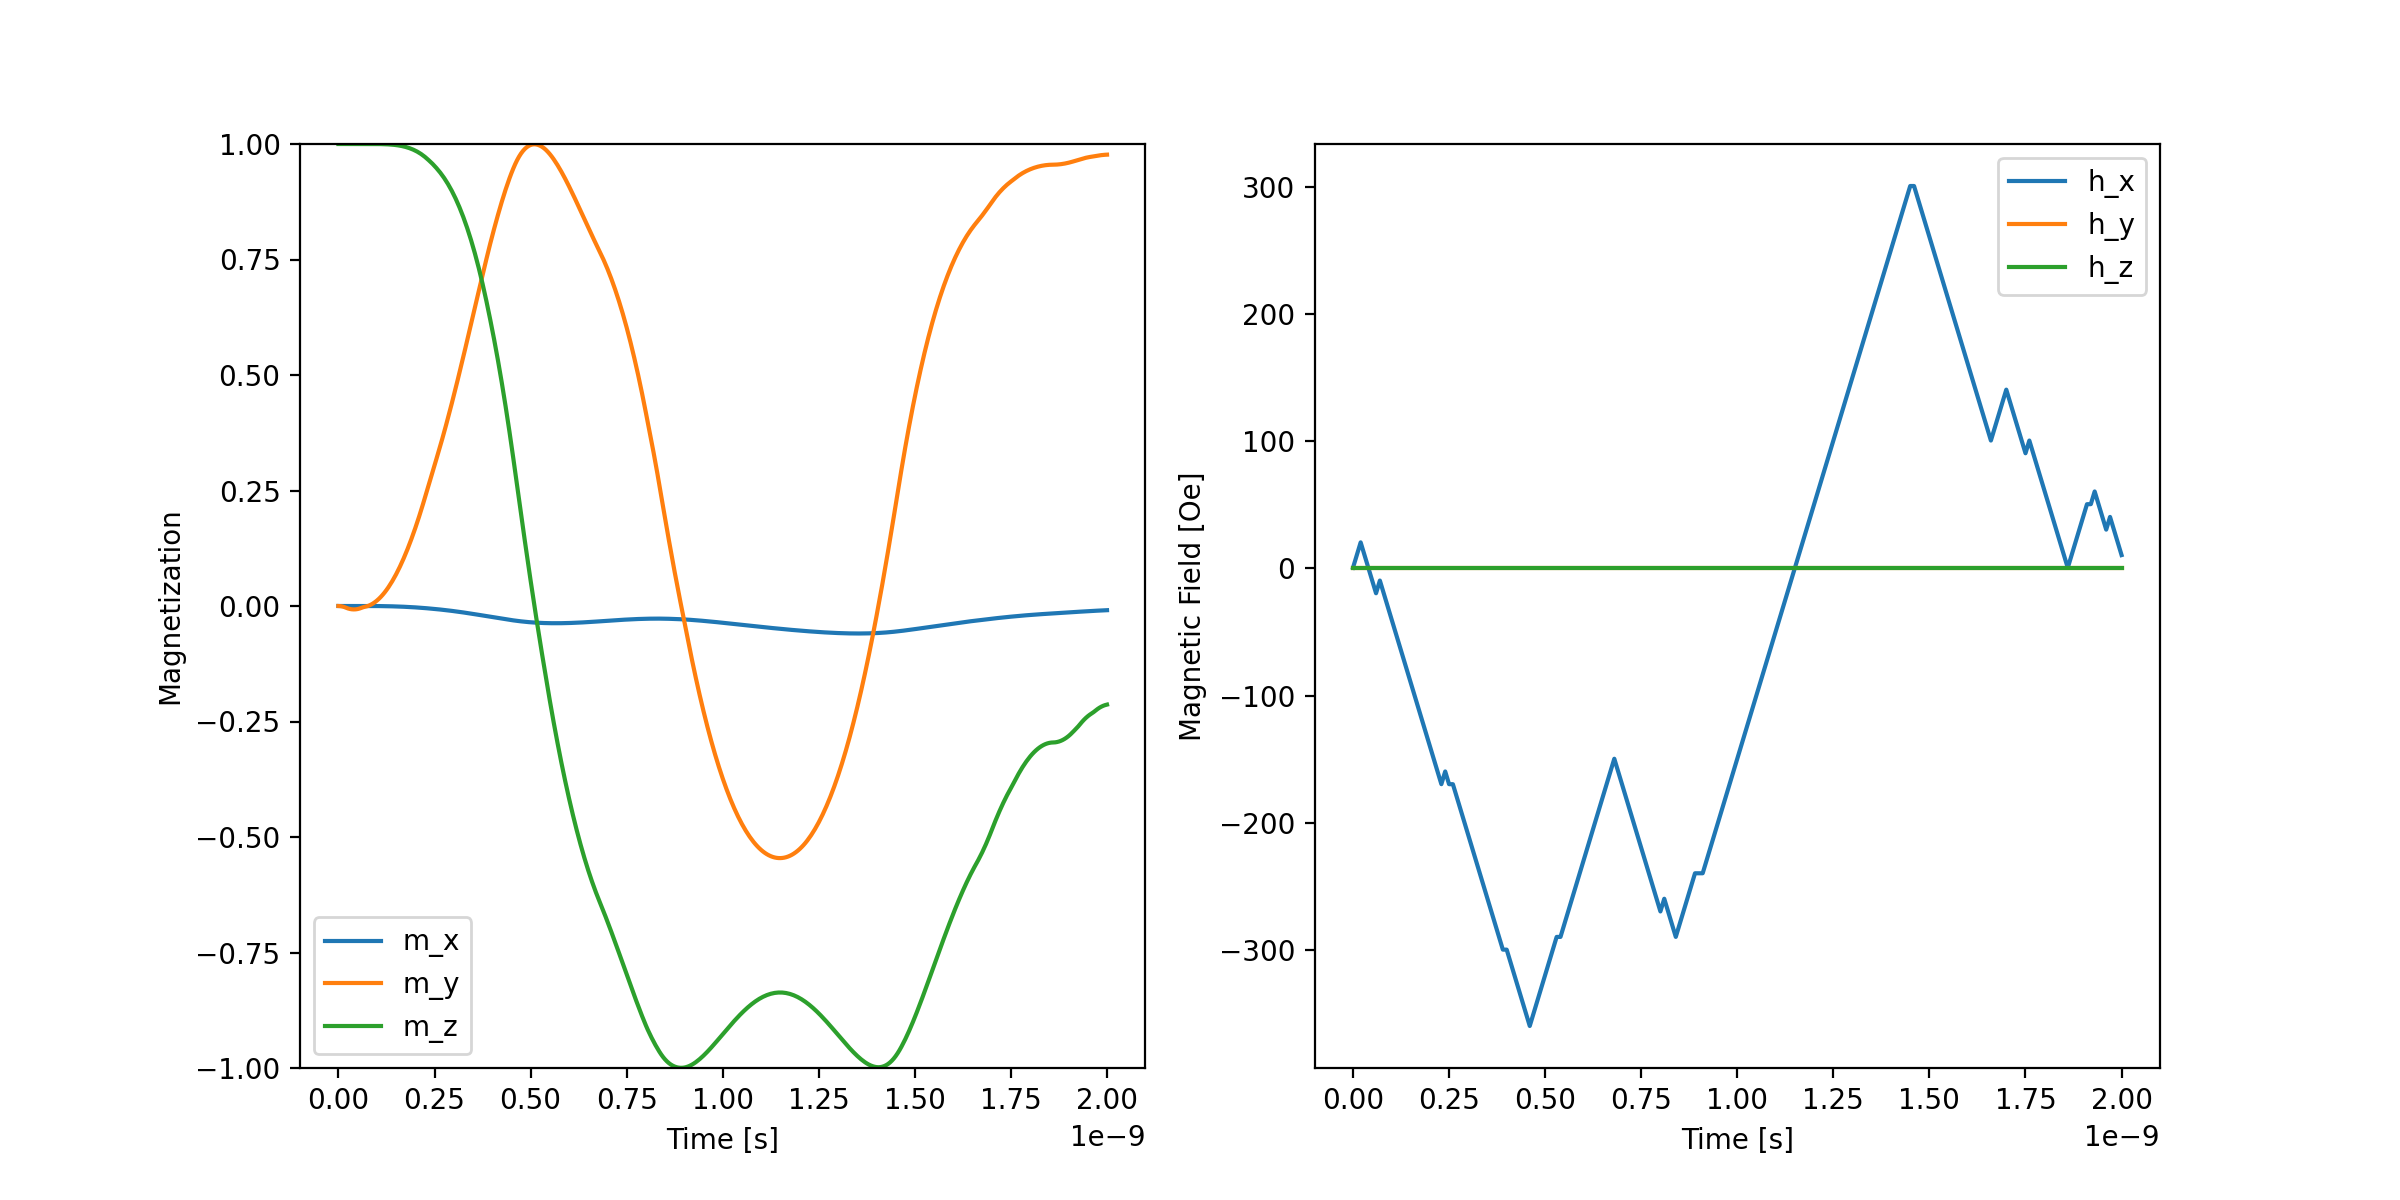 Magnetization
1.00
0.75
0.50
0.25
0.00
−0.25
−0.50
−0.75
−1.00
m_x
m_y
m_z
0.00 0.25 0.50 0.75 1.00 1.25 1.50 1.75 2.00
Time [s]
1e−9
Magnetic Field [Oe]
300
200
100
0
−100
−200
−300
h_x
h_y
h_z
0.00 0.25 0.50 0.75 1.00 1.25 1.50 1.75 2.00
Time [s]
1e−9